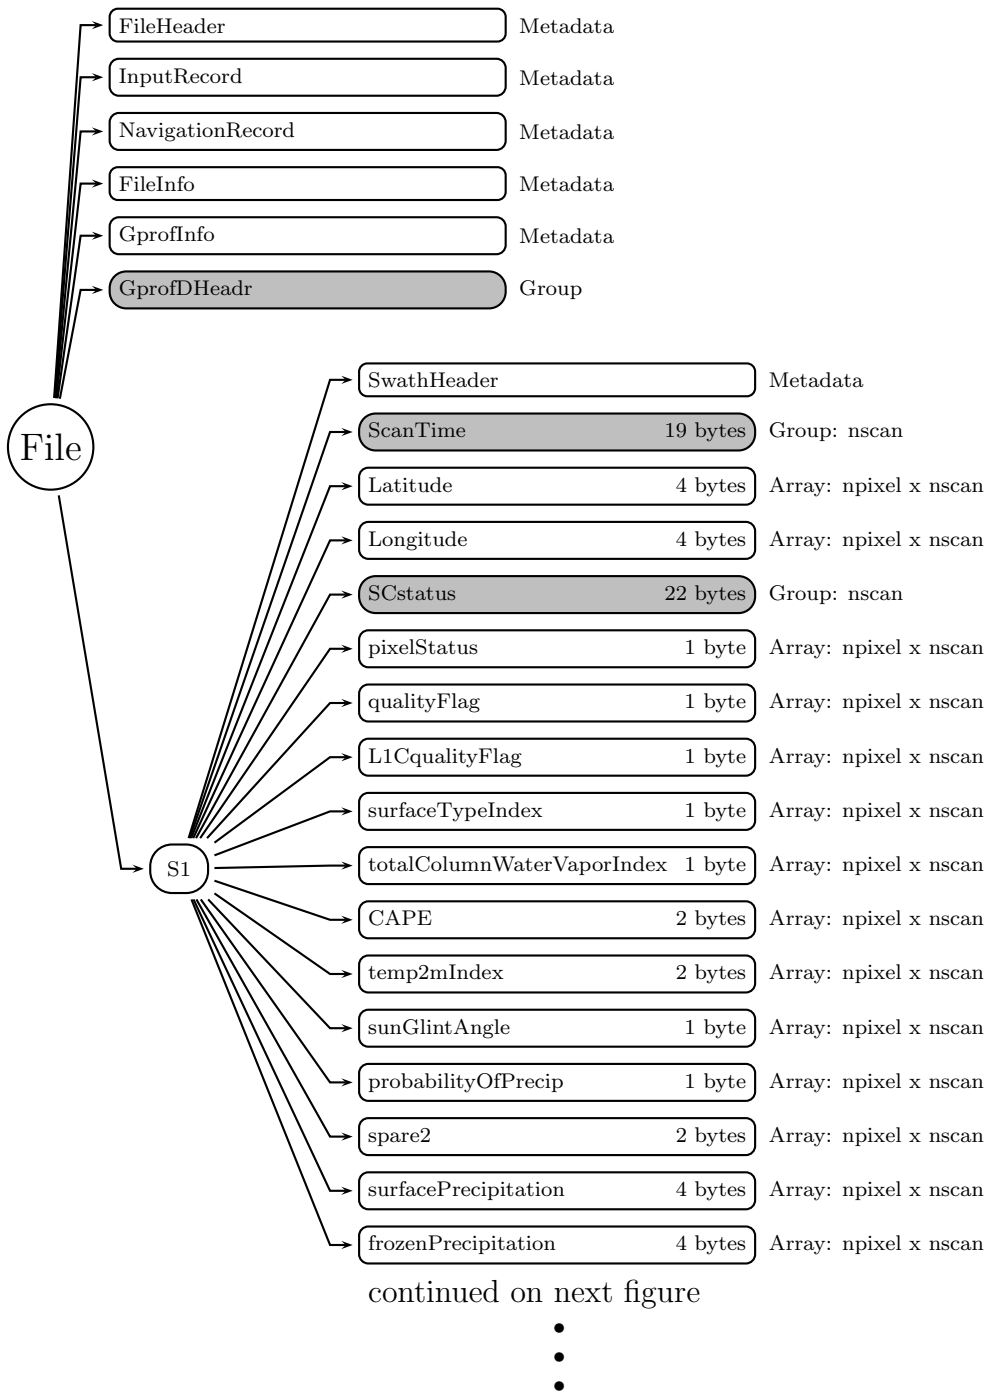 FileHeader Metadata
InputRecord Metadata
NavigationRecord Metadata
FileInfo Metadata
GprofInfo Metadata
GprofDHeadr Group
File
SwathHeader Metadata
ScanTime 19 bytes Group: nscan
Latitude 4 bytes Array: npixel x nscan
Longitude 4 bytes Array: npixel x nscan
SCstatus 22 bytes Group: nscan
pixelStatus 1 byte Array: npixel x nscan
qualityFlag 1 byte Array: npixel x nscan
L1CqualityFlag 1 byte Array: npixel x nscan
surfaceTypeIndex 1 byte Array: npixel x nscan
S1
totalColumnWaterVaporIndex 1 byte Array: npixel x nscan
CAPE 2 bytes Array: npixel x nscan
temp2mIndex 2 bytes Array: npixel x nscan
sunGlintAngle 1 byte Array: npixel x nscan
probabilityOfPrecip 1 byte Array: npixel x nscan
spare2 2 bytes Array: npixel x nscan
surfacePrecipitation 4 bytes Array: npixel x nscan
frozenPrecipitation 4 bytes Array: npixel x nscan
continued on next figure